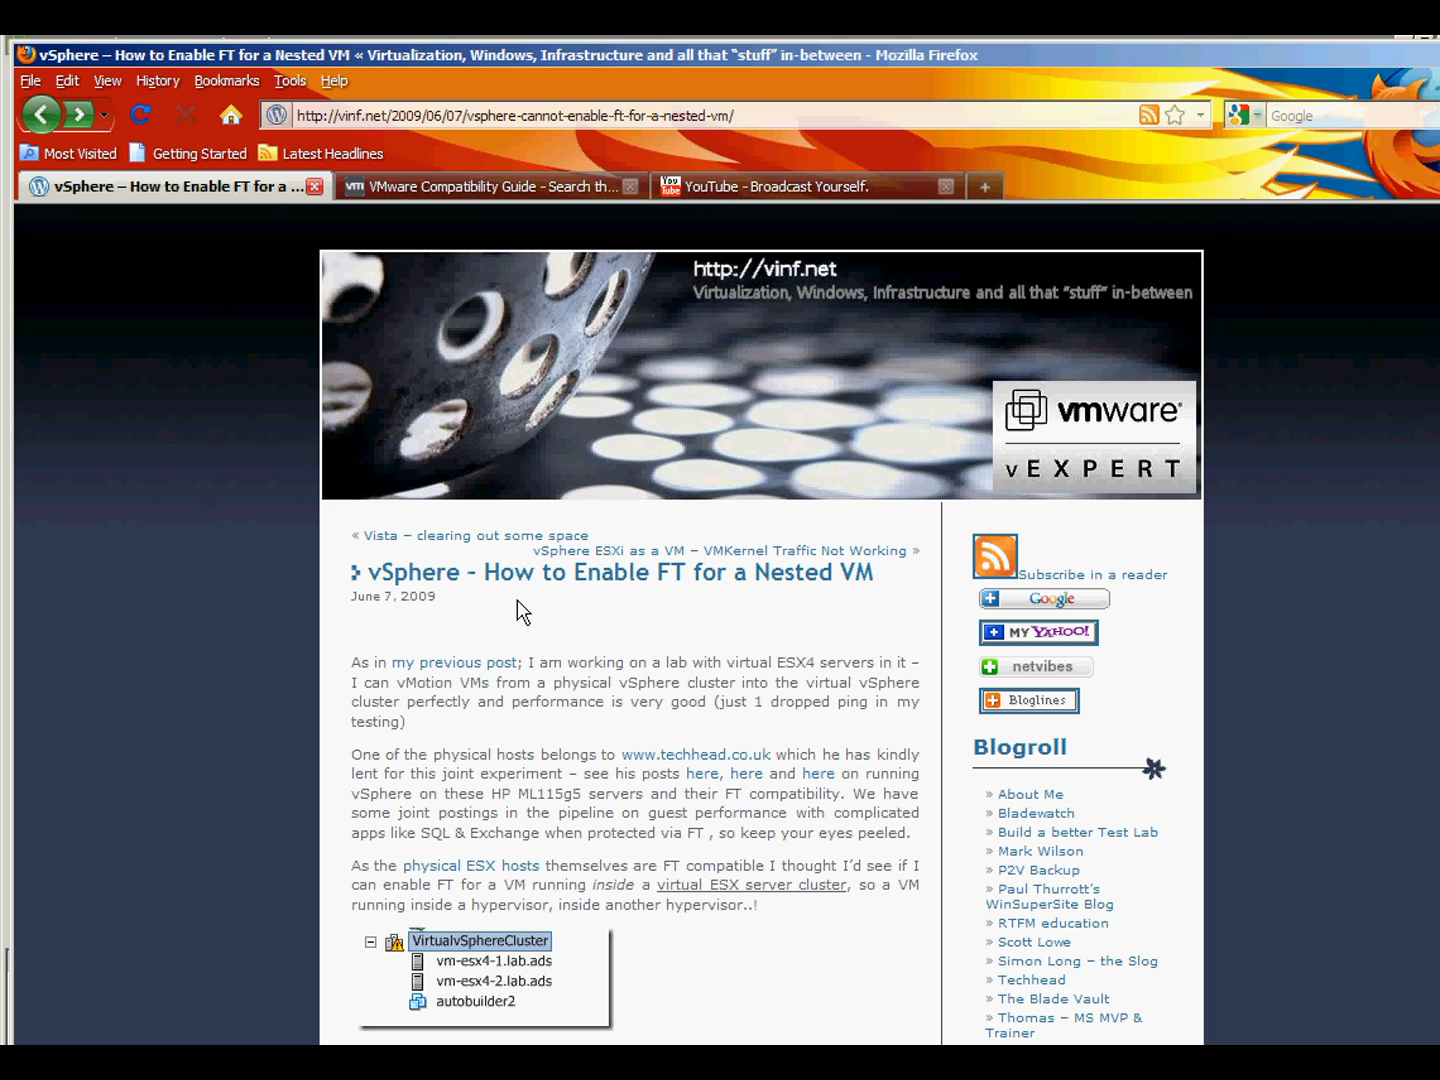 vSphere – How to Enable FT for a Nested VM « Virtualization, Windows, Infrastructure and all that “stuff” in-between - Mozilla Firefox
File Edit View History Bookmarks Tools Help
http://vinf.net/2009/06/07/vsphere-cannot-enable-ft-for-a-nested-vm/
Google
Most Visited Getting Started Latest Headlines
vSphere – How to Enable FT for a ...
vm VMware Compatibility Guide - Search th...
You Tube YouTube - Broadcast Yourself.
http://vinf.net
Virtualization, Windows, Infrastructure and all that “stuff” in-between
vmware®
vEXPERT
« Vista – clearing out some space
vSphere ESXi as a VM – VMKernel Traffic Not Working »
vSphere – How to Enable FT for a Nested VM
June 7, 2009
As in my previous post; I am working on a lab with virtual ESX4 servers in it –
I can vMotion VMs from a physical vSphere cluster into the virtual vSphere
cluster perfectly and performance is very good (just 1 dropped ping in my
testing)
One of the physical hosts belongs to www.techhead.co.uk which he has kindly
lent for this joint experiment – see his posts here, here and here on running
vSphere on these HP ML115g5 servers and their FT compatibility. We have
some joint postings in the pipeline on guest performance with complicated
apps like SQL & Exchange when protected via FT , so keep your eyes peeled.
As the physical ESX hosts themselves are FT compatible I thought I’d see if I
can enable FT for a VM running inside a virtual ESX server cluster, so a VM
running inside a hypervisor, inside another hypervisor..!
VirtualvSphereCluster
vm-esx4-1.lab.ads
vm-esx4-2.lab.ads
autobuilder2
Subscribe in a reader
Google
MY YAHOO!
netvibes
Bloglines
Blogroll
» About Me
» Bladewatch
» Build a better Test Lab
» Mark Wilson
» P2V Backup
» Paul Thurrott’s
WinSuperSite Blog
» RTFM education
» Scott Lowe
» Simon Long – the Slog
» Techhead
» The Blade Vault
» Thomas – MS MVP &
Trainer